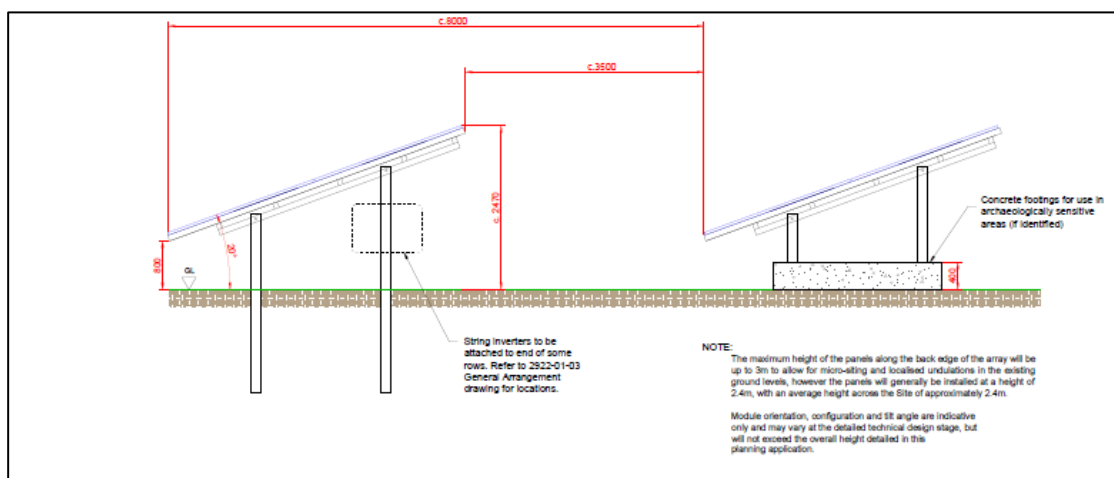 c.8000
c.3500
c. 2470
800
20°
GL
400
Concrete footings for use in
archaeologically sensitive
areas (if identified)
String inverters to be
attached to end of some
rows. Refer to 2922-01-03
General Arrangement
drawing for locations.
NOTE:
The maximum height of the panels along the back edge of the array will be
up to 3m to allow for micro-siting and localised undulations in the existing
ground levels, however the panels will generally be installed at a height of
2.4m, with an average height across the Site of approximately 2.4m.
Module orientation, configuration and tilt angle are indicative
only and may vary at the detailed technical design stage, but
will not exceed the overall height detailed in this
planning application.